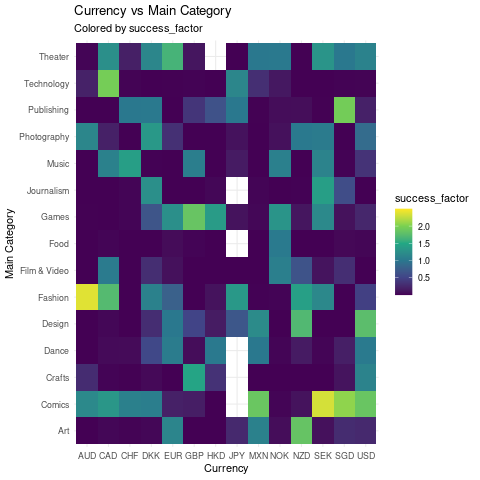 Currency vs Main Category
Colored by success_factor
Main Category
Theater
Technology
Publishing
Photography
Music
Journalism
Games
Food
Film & Video
Fashion
Design
Dance
Crafts
Comics
Art
AUD CAD CHF DKK EUR GBP HKD JPY MXN NOK NZD SEK SGD USD
Currency
success_factor
2.0
1.5
1.0
0.5